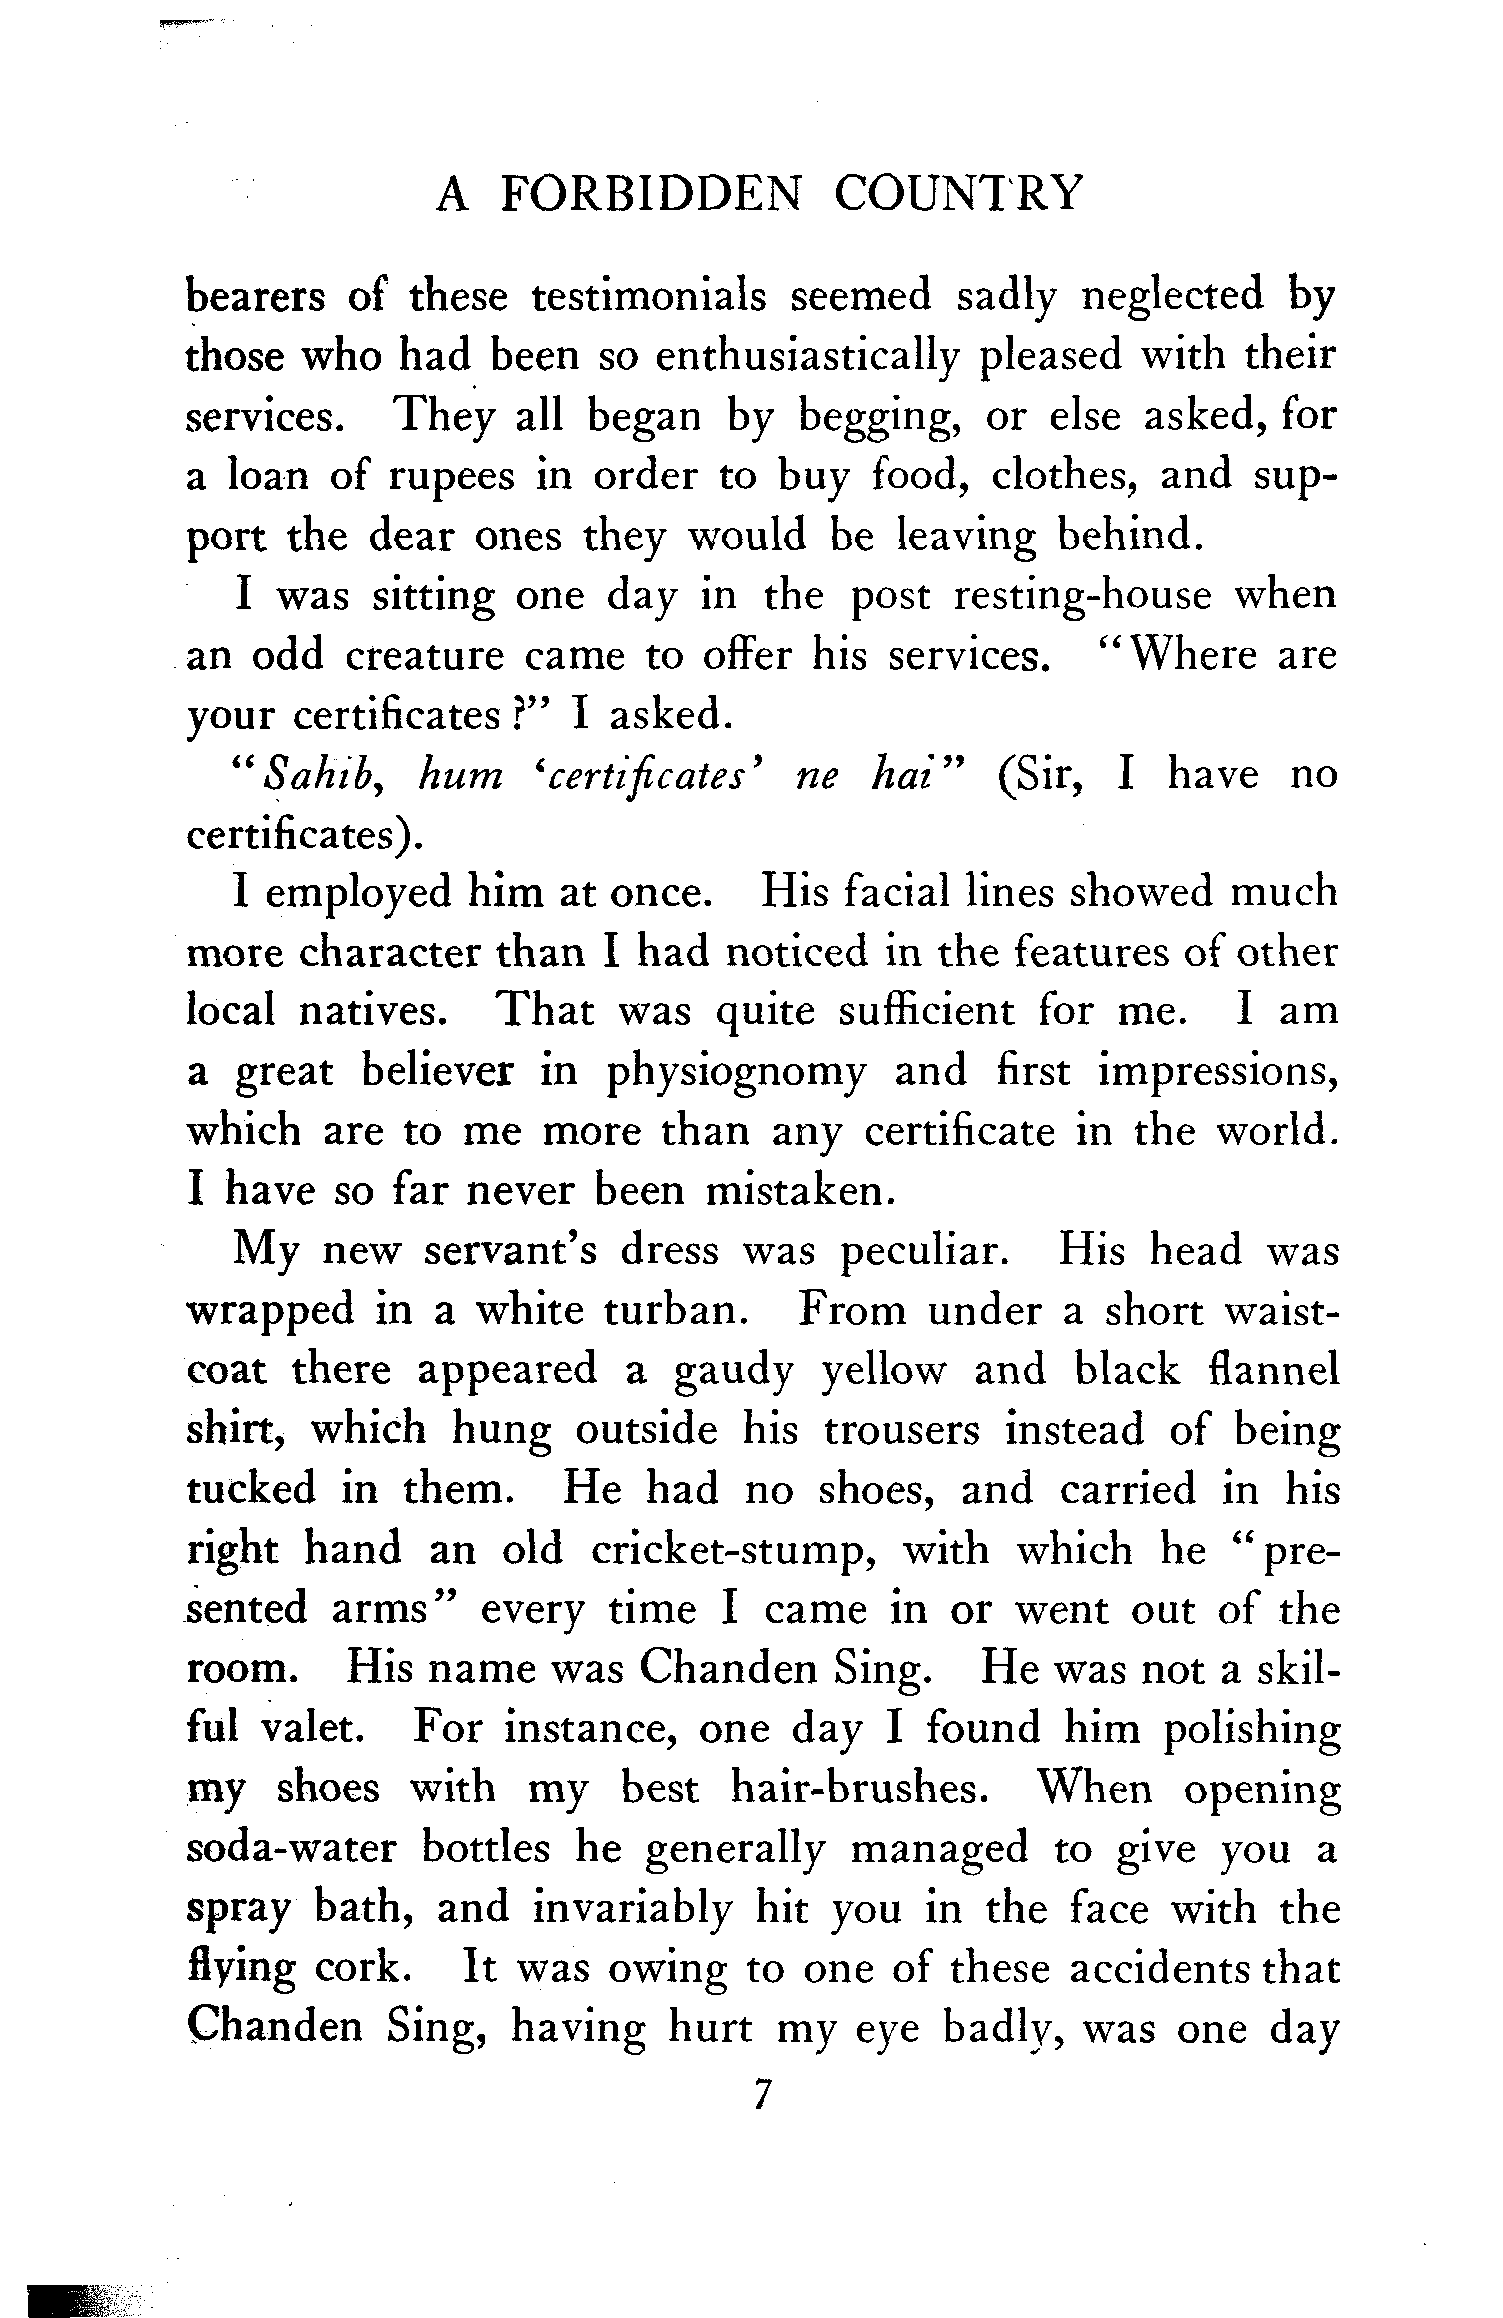 A FORBIDDEN COUNTRY
bearers of these testimonials seemed sadly neglected by
those who had been so enthusiastically pleased with their
services. They all began by begging, or else asked, for
a loan of rupees in order to buy food, clothes, and sup-
port the dear ones they would be leaving behind.
I was sitting one day in the post resting-house when
an odd creature came to offer his services. "Where are
your certificates?" I asked.
"Sahib, hum 'certificates' ne hai" (Sir, I have no
certificates).
I employed him at once. His facial lines showed much
more character than I had noticed in the features of other
local natives. That was quite sufficient for me. I am
a great believer in physiognomy and first impressions,
which are to me more than any certificate in the world.
I have so far never been mistaken.
My new servant's dress was peculiar. His head was
wrapped in a white turban. From under a short waist-
coat there appeared a gaudy yellow and black flannel
shirt, which hung outside his trousers instead of being
tucked in them. He had no shoes, and carried in his
right hand an old cricket-stump, with which he "pre-
sented arms" every time I came in or went out of the
room. His name was Chanden Sing. He was not a skil-
ful valet. For instance, one day I found him polishing
my shoes with my best hair-brushes. When opening
soda-water bottles he generally managed to give you a
spray bath, and invariably hit you in the face with the
flying cork. It was owing to one of these accidents that
Chanden Sing, having hurt my eye badly, was one day
7